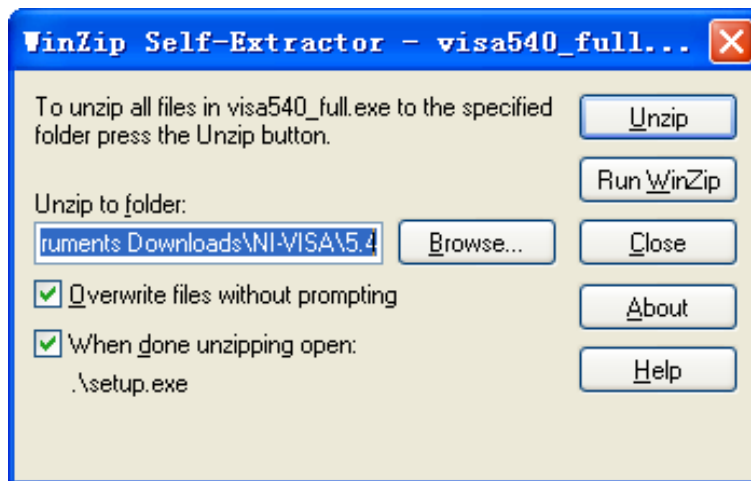 WinZip Self-Extractor - visa540_full...
To unzip all files in visa540_full.exe to the specified
folder press the Unzip button.
Unzip
Run WinZip
Unzip to folder:
ruments Downloads\NI-VISA\5.4
Browse...
Close
Overwrite files without prompting
About
When done unzipping open:
.\setup.exe
Help